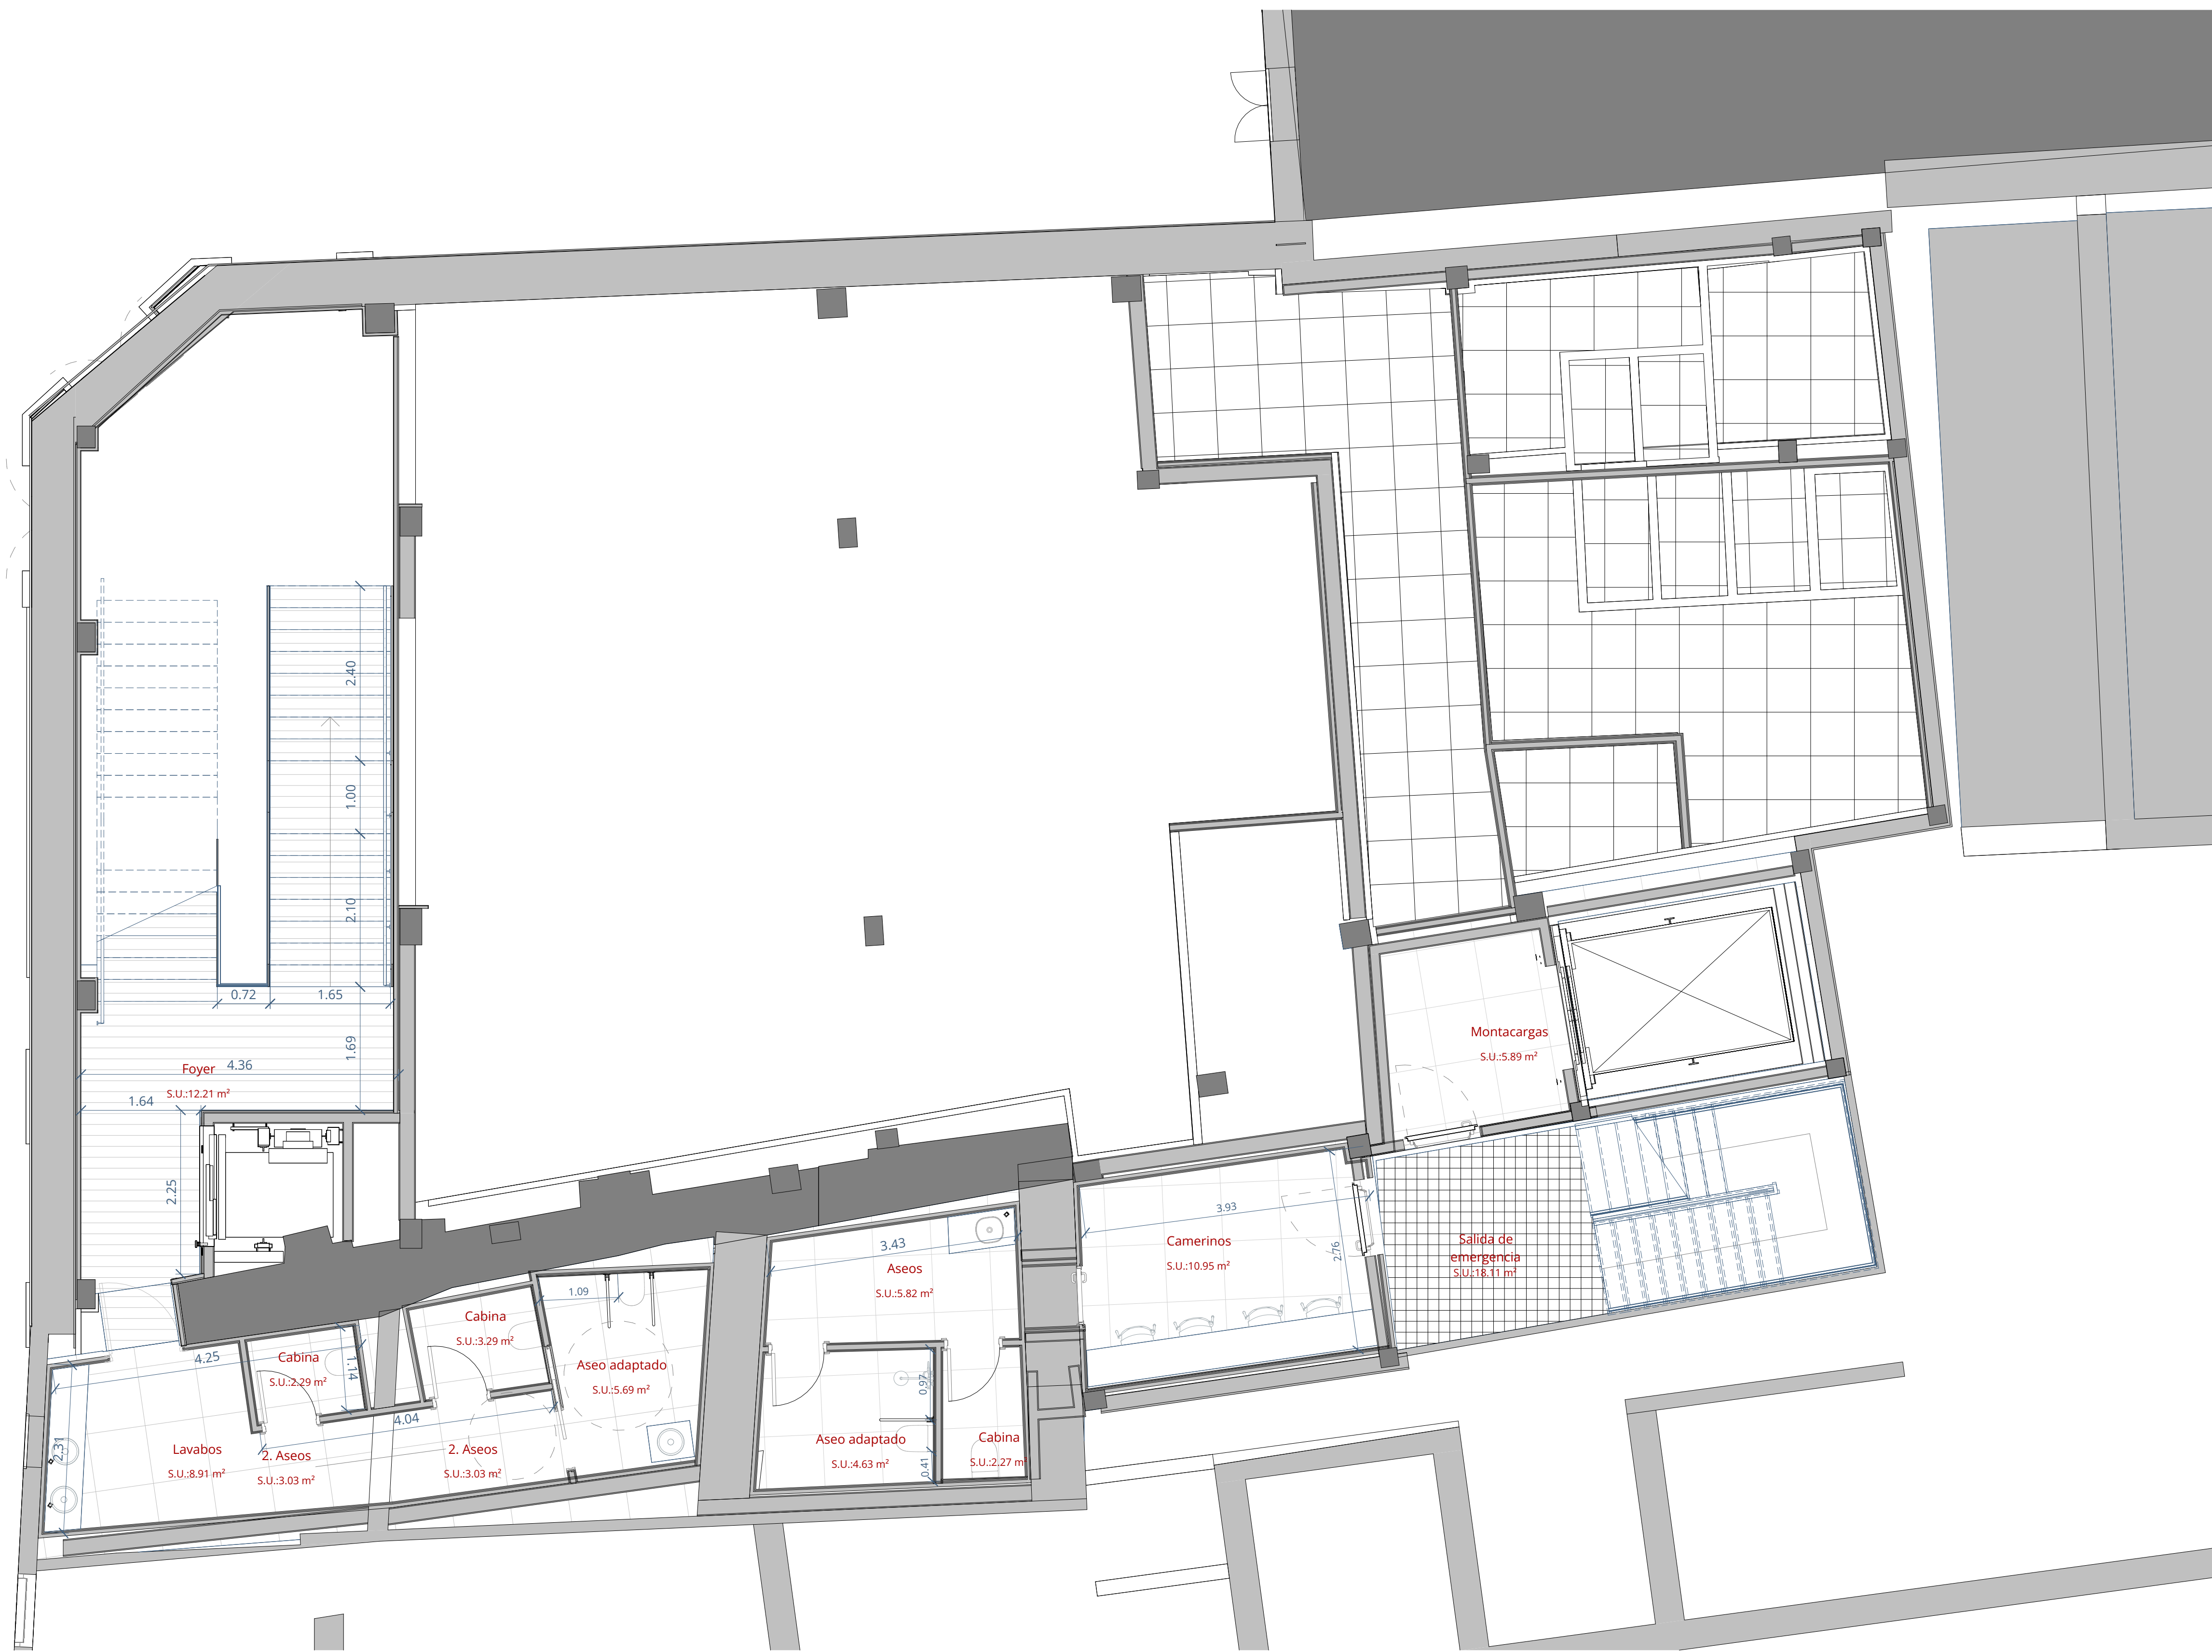 2.40
1.00
2.10
0.72
1.65
1.69
4.36
Foyer
S.U.:12.21 m²
1.64
2.25
Montacargas
S.U.:5.89 m²
3.93
Camerinos
S.U.:10.95 m²
2.76
Salida de
emergencia
S.U.:18.11 m²
3.43
Aseos
S.U.:5.82 m²
1.09
Cabina
S.U.:3.29 m²
Aseo adaptado
S.U.:5.69 m²
4.25
Cabina
S.U.:2.29 m²
1.14
4.04
0.97
2.31
Lavabos
S.U.:8.91 m²
2. Aseos
S.U.:3.03 m²
2. Aseos
S.U.:3.03 m²
Aseo adaptado
S.U.:4.63 m²
0.41
Cabina
S.U.:2.27 m²